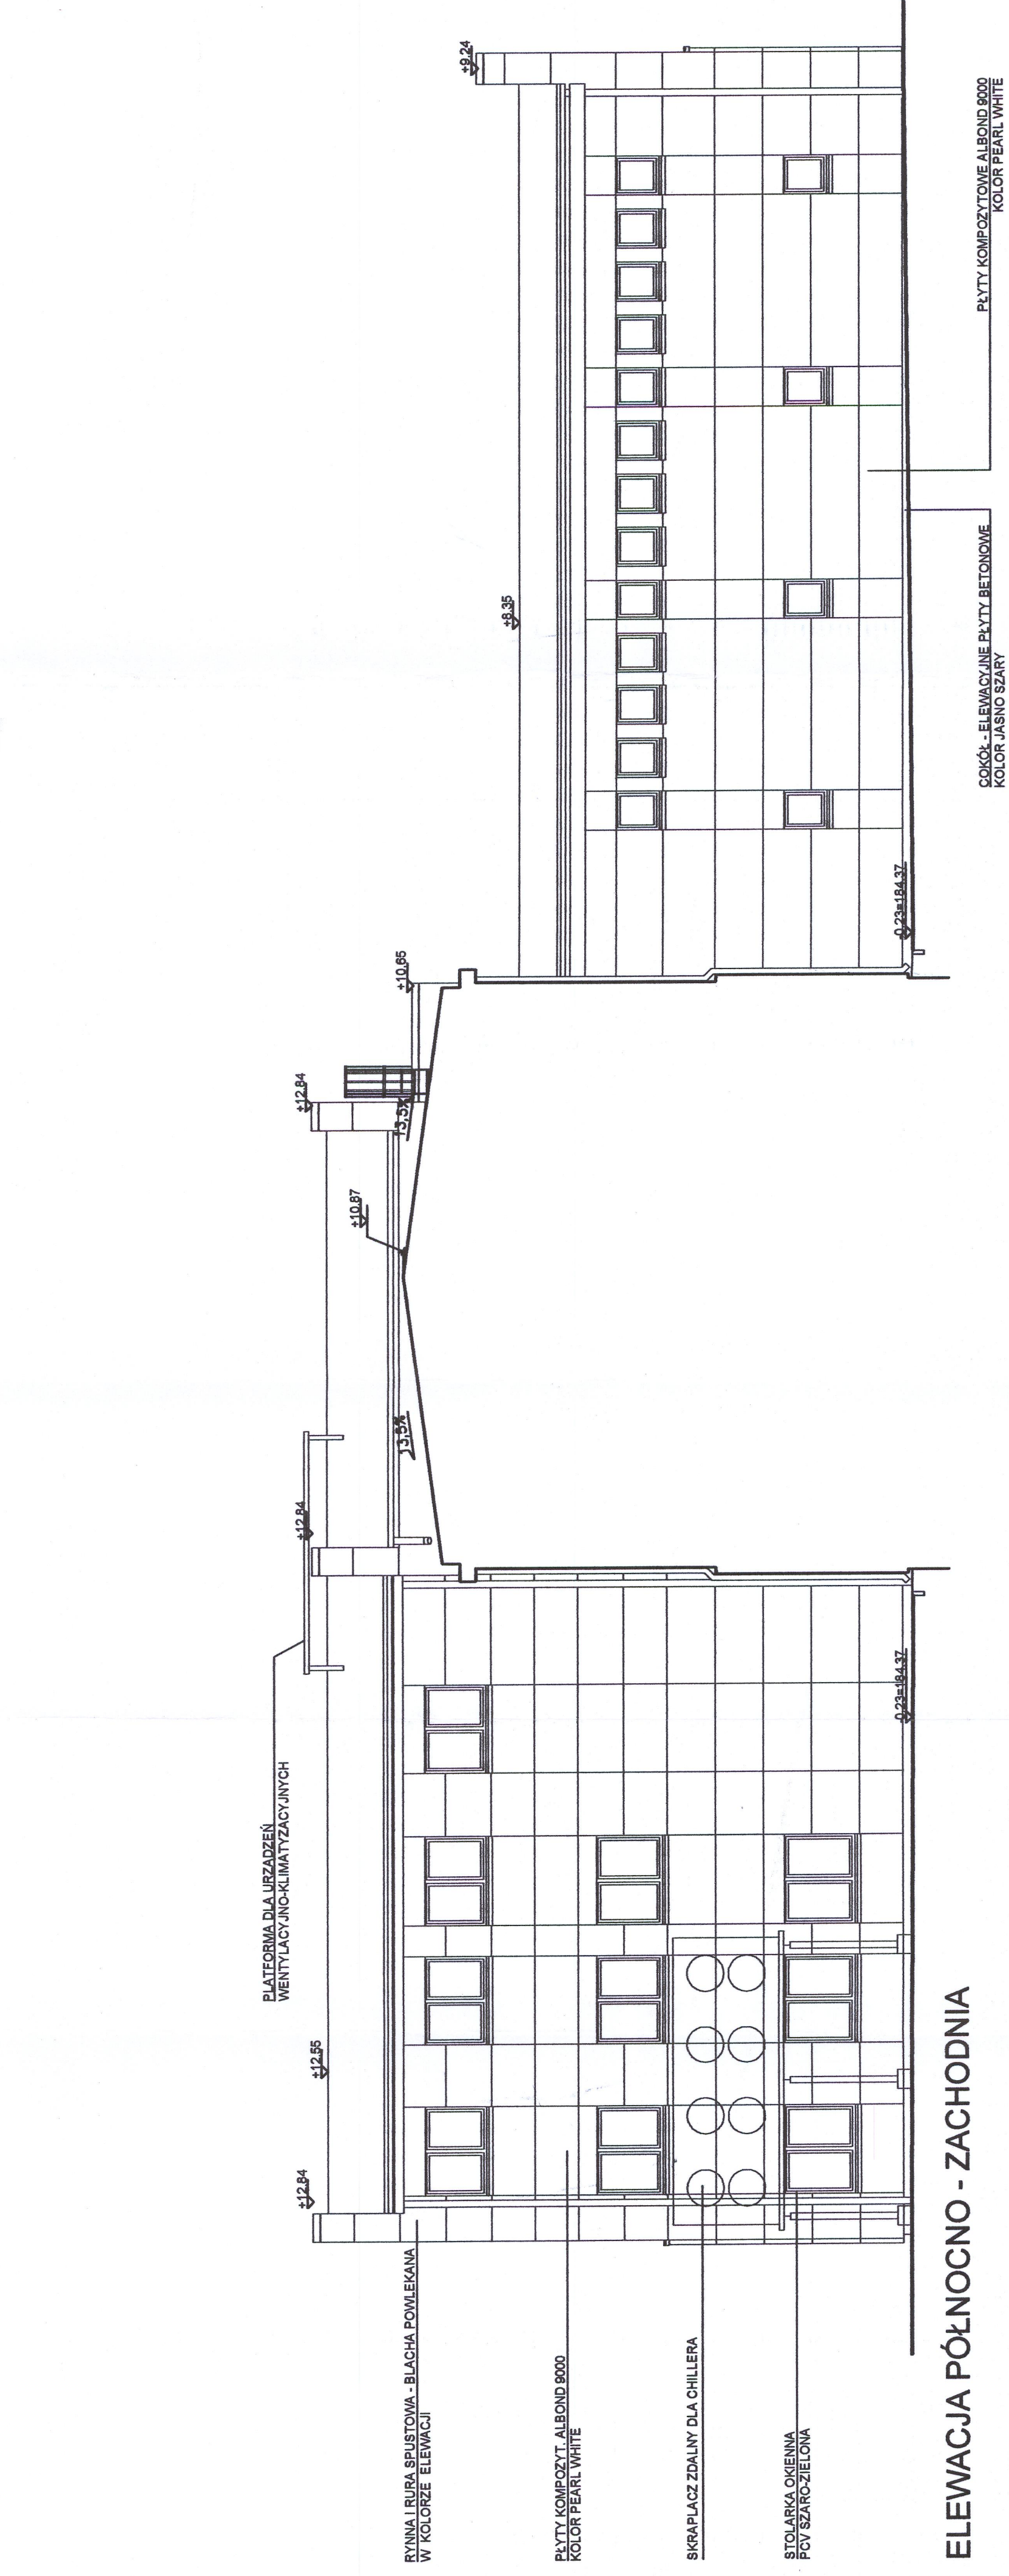 PLATFORMA DLA URZĄDZEŃ
WENTYLACYJNO-KLIMATYZACYJNYCH
+12.84
+12.55
+12.84
+12.84
+10.87
+10.65
+9.24
+8.35
13,5%
13,5%
RYNNA I RURA SPUSTOWA - BLACHA POWLEKANA
W KOLORZE ELEWACJI
PŁYTY KOMPOZYT. ALBOND 9000
KOLOR PEARL WHITE
SKRAPLACZ ZDALNY DLA CHILLERA
STOLARKA OKIENNA
PCV SZARO-ZIELONA
-0.23=184.37
-0.23=184.37
COKÓŁ - ELEWACYJNE PŁYTY BETONOWE
KOLOR JASNO SZARY
PŁYTY KOMPOZYTOWE ALBOND 9000
KOLOR PEARL WHITE
ELEWACJA PÓŁNOCNO - ZACHODNIA